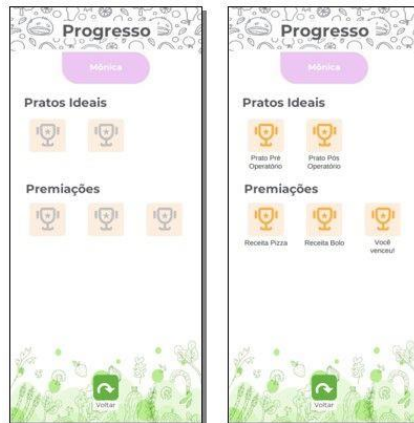 Progresso
Mônica
Pratos Ideais
Premiações
Voltar
Progresso
Mônica
Pratos Ideais
Prato Pré
Operatório
Prato Pós
Operatório
Premiações
Receita Pizza
Receita Bolo
Você
venceu!
Voltar